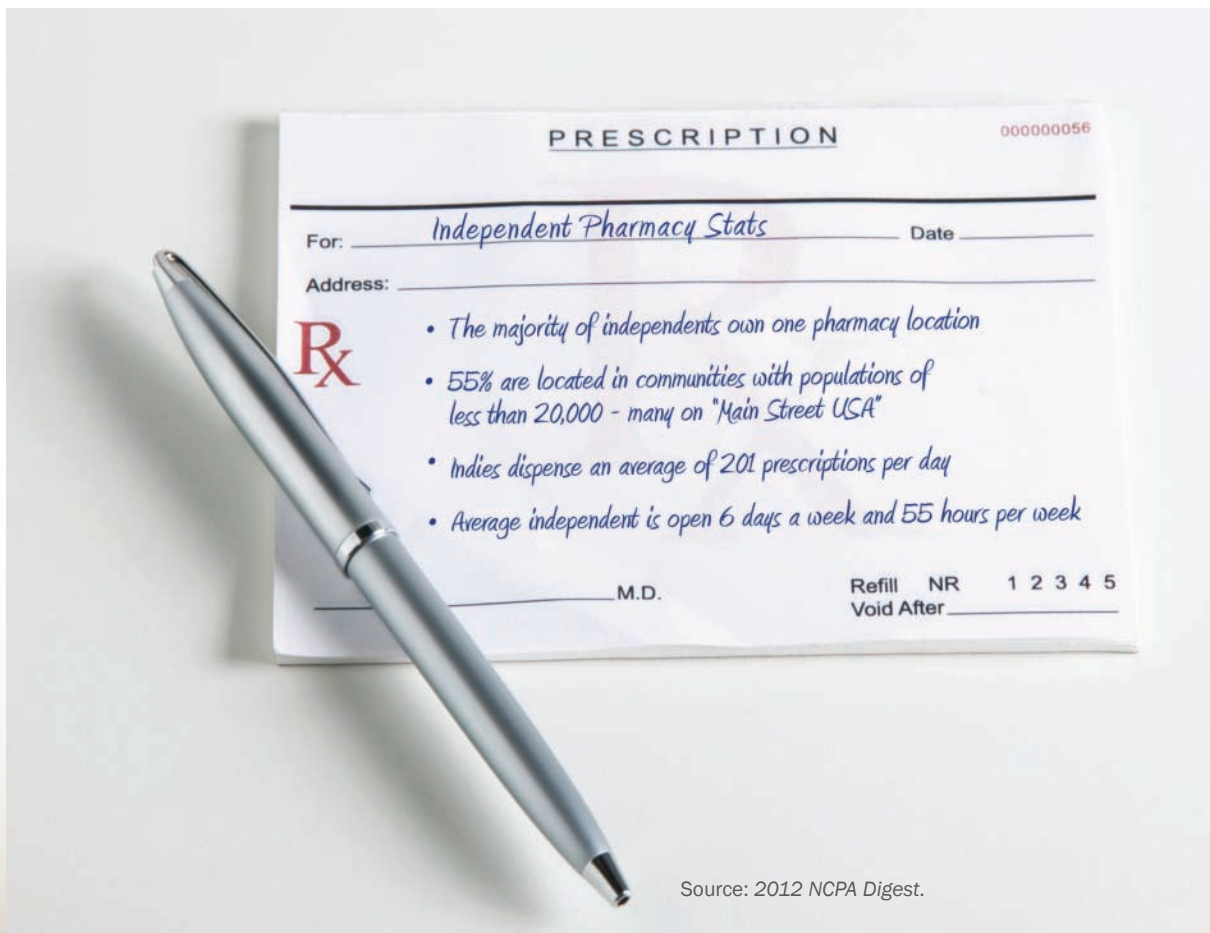 PRESCRIPTION 000000056
For: Independent Pharmacy Stats Date
Address:
Rx
• The majority of independents own one pharmacy location
• 55% are located in communities with populations of
less than 20,000 - many on "Main Street USA"
• Indies dispense an average of 201 prescriptions per day
• Average independent is open 6 days a week and 55 hours per week
M.D.
Refill NR 1 2 3 4 5
Void After
Source: 2012 NCPA Digest.